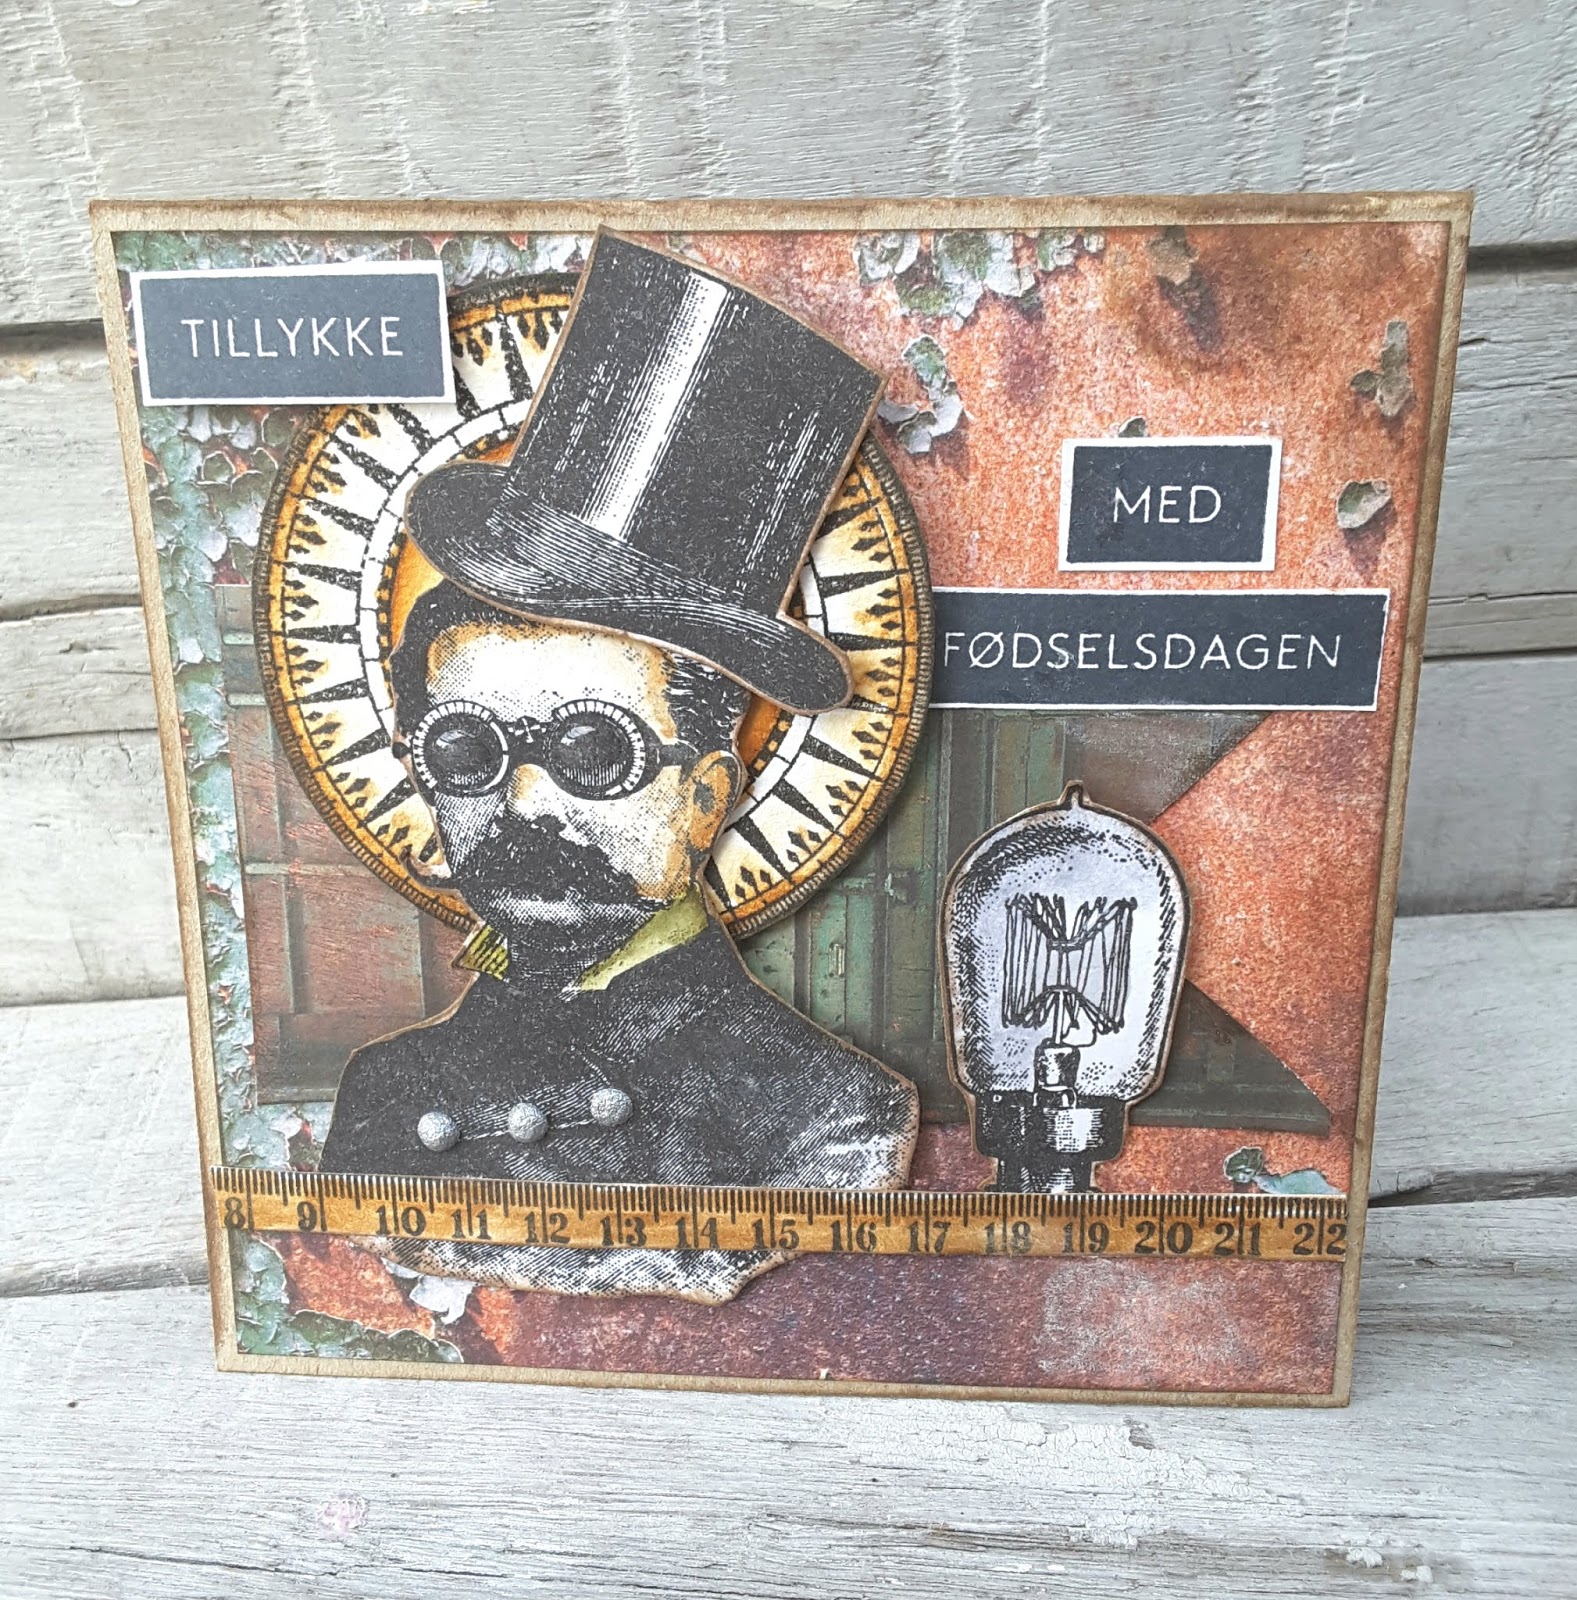 TILLYKKE
MED
FØDSELSDAGEN
8 9 10 11 12 13 14 15 16 17 18 19 20 21 22